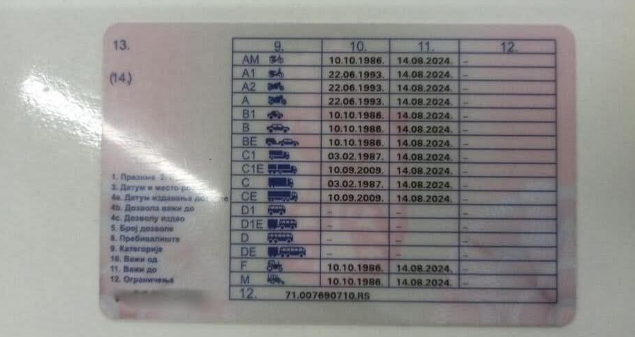 13.
(14.)
9. 10. 11. 12.
AM 10.10.1986. 14.08.2024. –
A1 22.06.1993. 14.08.2024. –
A2 22.06.1993. 14.08.2024. –
A 22.06.1993. 14.08.2024. –
B1 10.10.1986. 14.08.2024. –
B 10.10.1986. 14.08.2024. –
BE 10.10.1986. 14.08.2024. –
C1 03.02.1987. 14.08.2024. –
C1E 10.09.2009. 14.08.2024. –
C 03.02.1987. 14.08.2024. –
CE 10.09.2009. 14.08.2024. –
D1 – – –
D1E – – –
D – – –
DE – – –
F 10.10.1986. 14.08.2024. –
M 10.10.1986. 14.08.2024. –
12. 71.007690710.RS
1. Презиме 2.
3. Датум и место
4a. Датум издавања
4b. Дозвола важи до
4c. Дозволу издао
5. Број дозволе
8. Пребивалиште
9. Категорије
10. Важи од
11. Важи до
12. Ограничења